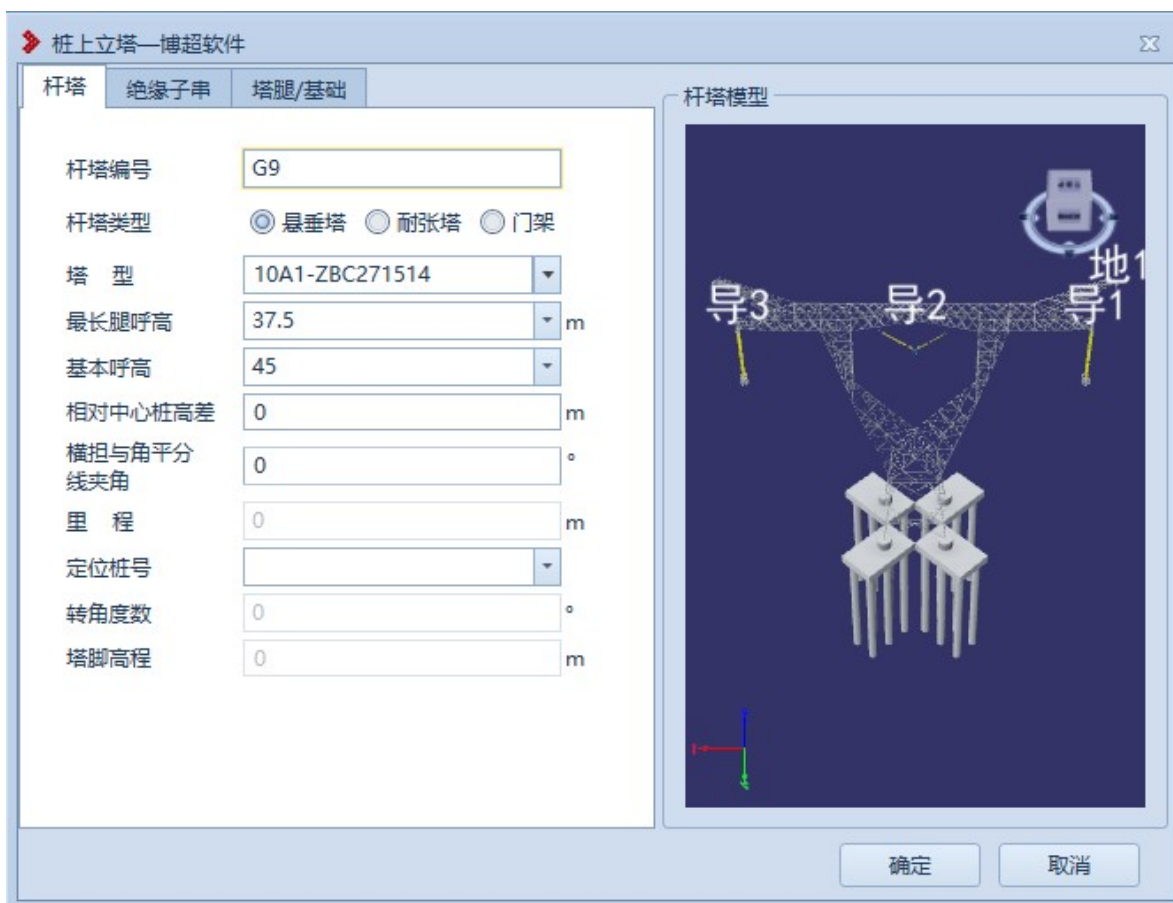 桩上立塔—博超软件
杆塔 绝缘子串 塔腿/基础
杆塔编号 G9
杆塔类型 悬垂塔 耐张塔 门架
塔 型 10A1-ZBC271514
最长腿呼高 37.5 m
基本呼高 45
相对中心桩高差 0 m
横担与角平分
线夹角 0 °
里 程 0 m
定位桩号
转角度数 0 °
塔脚高程 0 m
杆塔模型
地1
导3 导2 导1
确定 取消